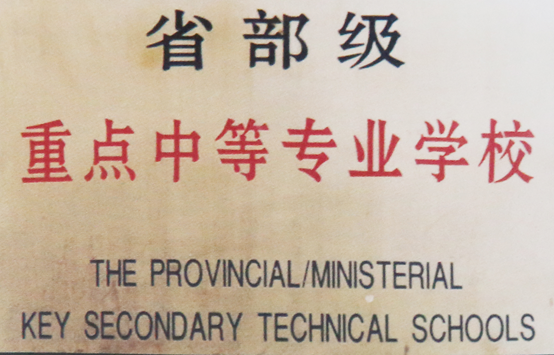 省部级
重点中等专业学校
THE PROVINCIAL/MINISTERIAL
KEY SECONDARY TECHNICAL SCHOOLS